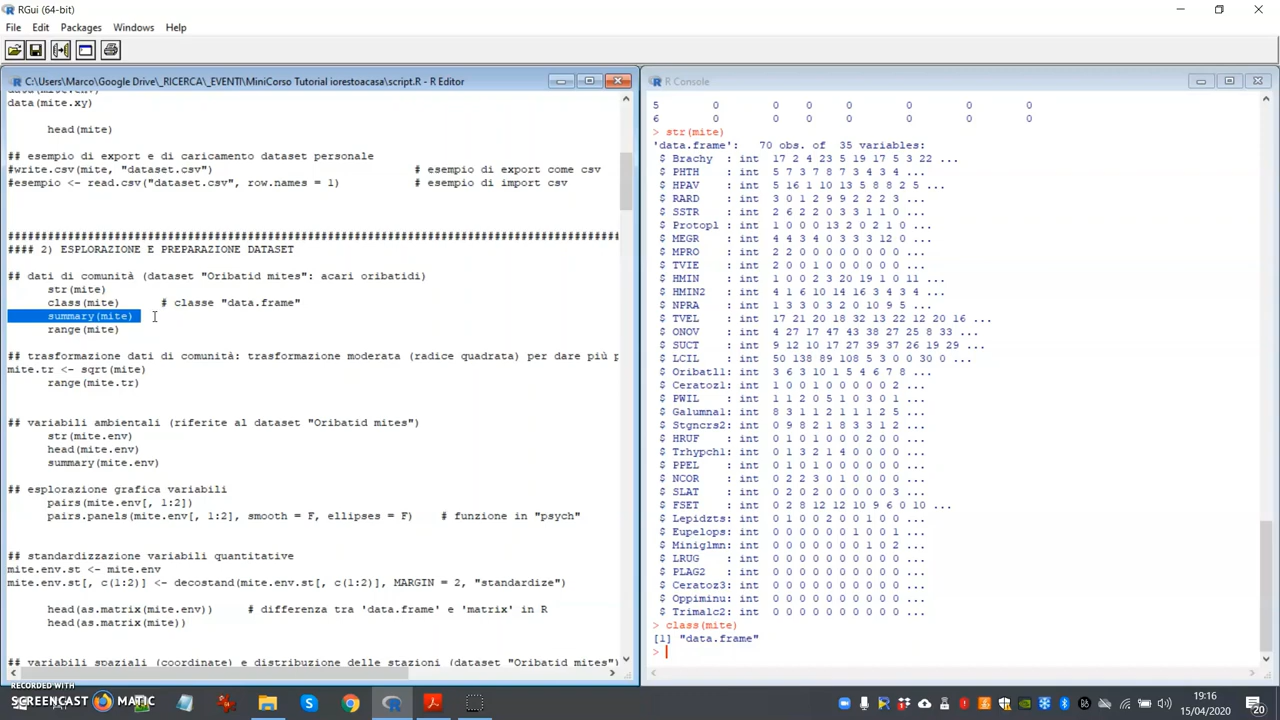 RGui (64-bit)
File Edit Packages Windows Help
C:\Users\Marco\Google Drive\_RICERCA\_EVENTI\MiniCorso Tutorial iorestoacasa\script.R - R Editor
data(mite.xy)
head(mite)
## esempio di export e di caricamento dataset personale
#write.csv(mite, "dataset.csv") # esempio di export come csv
#esempio <- read.csv("dataset.csv", row.names = 1) # esempio di import csv
################################################################################
#### 2) ESPLORAZIONE E PREPARAZIONE DATASET
## dati di comunità (dataset "Oribatid mites": acari oribatidi)
str(mite)
class(mite) # classe "data.frame"
summary(mite)
range(mite)
## trasformazione dati di comunità: trasformazione moderata (radice quadrata) per dare più p
mite.tr <- sqrt(mite)
range(mite.tr)
## variabili ambientali (riferite al dataset "Oribatid mites")
str(mite.env)
head(mite.env)
summary(mite.env)
## esplorazione grafica variabili
pairs(mite.env[, 1:2])
pairs.panels(mite.env[, 1:2], smooth = F, ellipses = F) # funzione in "psych"
## standardizzazione variabili quantitative
mite.env.st <- mite.env
mite.env.st[, c(1:2)] <- decostand(mite.env.st[, c(1:2)], MARGIN = 2, "standardize")
head(as.matrix(mite.env)) # differenza tra 'data.frame' e 'matrix' in R
head(as.matrix(mite))
## variabili spaziali (coordinate) e distribuzione delle stazioni (dataset "Oribatid mites")
R Console
5 0 0 0 0 0 0 0
6 0 0 0 0 0 0 0
> str(mite)
'data.frame': 70 obs. of 35 variables:
$ Brachy : int 17 2 4 23 5 19 17 5 3 22 ...
$ PHTH : int 5 7 3 7 8 7 3 4 3 4 ...
$ HPAV : int 5 16 1 10 13 5 8 8 2 5 ...
$ RARD : int 3 0 1 2 9 9 2 2 2 3 ...
$ SSTR : int 2 6 2 2 0 3 3 1 1 0 ...
$ Protopl : int 1 0 0 0 13 2 0 2 1 0 ...
$ MEGR : int 4 4 3 4 0 3 3 3 12 0 ...
$ MPRO : int 2 2 0 0 0 0 0 0 0 0 ...
$ TVIE : int 2 0 0 1 0 0 0 0 0 0 ...
$ HMIN : int 1 0 0 2 3 20 19 1 0 11 ...
$ HMIN2 : int 4 1 6 10 14 16 3 4 3 4 ...
$ NPRA : int 1 3 3 0 3 2 0 10 9 5 ...
$ TVEL : int 17 21 20 18 32 13 22 12 20 16 ...
$ ONOV : int 4 27 17 47 43 38 27 25 8 33 ...
$ SUCT : int 9 12 10 17 27 39 37 26 19 29 ...
$ LCIL : int 50 138 89 108 5 3 0 0 30 0 ...
$ Oribatl1: int 3 6 3 10 1 5 4 6 7 8 ...
$ Ceratoz1: int 1 0 0 1 0 0 0 0 0 2 ...
$ PWIL : int 1 1 2 0 5 1 0 3 0 1 ...
$ Galumna1: int 8 3 1 1 2 1 1 1 2 5 ...
$ Stgncrs2: int 0 9 8 2 1 8 3 3 1 2 ...
$ HRUF : int 0 1 0 1 0 0 0 2 0 0 ...
$ Trhypch1: int 0 1 3 2 1 4 0 0 0 0 ...
$ PPEL : int 0 1 0 1 0 0 0 0 0 0 ...
$ NCOR : int 0 2 2 3 0 1 0 0 0 0 ...
$ SLAT : int 0 2 0 2 0 0 0 0 0 3 ...
$ FSET : int 0 2 8 12 12 10 9 6 0 10 ...
$ Lepidzts: int 0 1 0 0 2 0 0 1 0 0 ...
$ Eupelops: int 0 0 0 0 0 1 0 0 0 1 ...
$ Miniglmn: int 0 0 0 0 0 0 0 1 0 2 ...
$ LRUG : int 0 0 0 0 0 0 0 0 0 0 ...
$ PLAG2 : int 0 0 0 0 0 0 0 0 0 0 ...
$ Ceratoz3: int 0 0 0 0 0 0 0 0 0 0 ...
$ Oppiminu: int 0 0 0 0 0 0 0 0 0 0 ...
$ Trimalc2: int 0 0 0 0 0 0 0 0 0 0 ...
> class(mite)
[1] "data.frame"
>
RECORDED WITH
SCREENCAST MATIC
19:16
15/04/2020
20